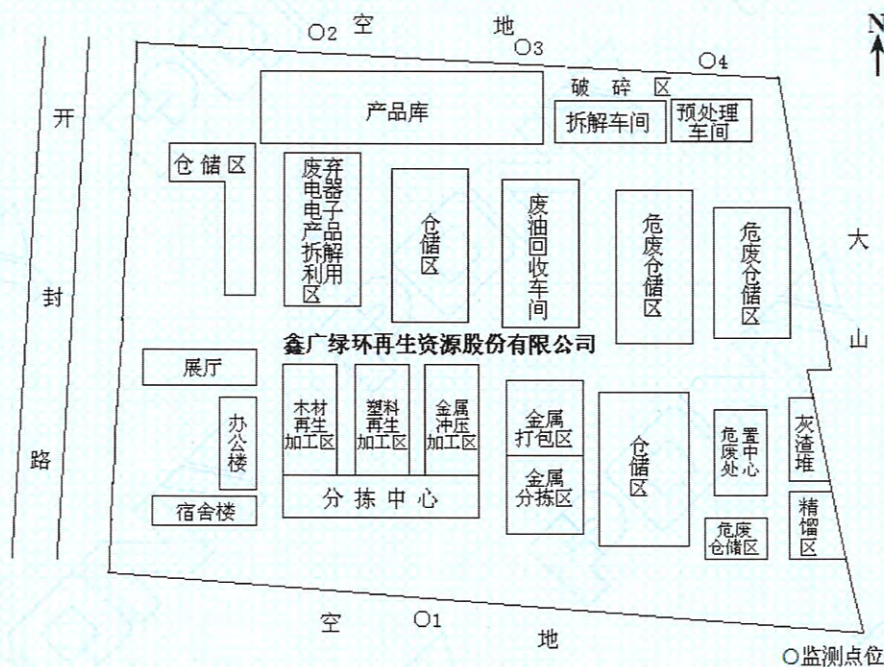 空 地
○2
○3
○4
N
开 封 路
破 碎 区
产品库
拆解车间
预处理
车间
仓储区
废弃
电器
电子
产品
拆解
利用
区
仓储区
废油回收车间
危废仓储区
危废仓储区
大 山
鑫广绿环再生资源股份有限公司
展厅
木材
再生
加工区
塑料
再生
加工区
金属
冲压
加工区
金属
打包区
仓储区
危废处
置中心
灰渣堆
办公楼
金属
分拣区
分 拣 中 心
宿舍楼
危废
仓储区
精馏区
空 ○1 地
○监测点位